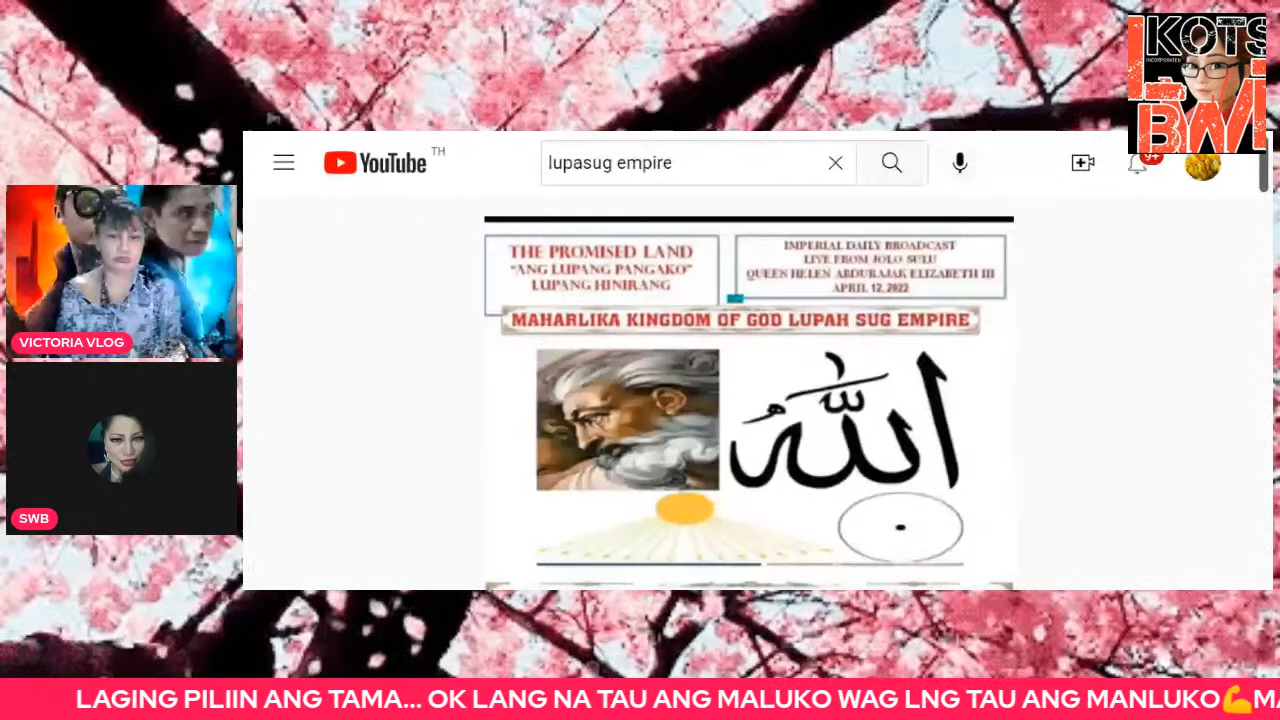 KOTS
INCORPORATED
BWI
YouTube TH
lupasug empire
9+
THE PROMISED LAND
“ANG LUPANG PANGAKO”
LUPANG HINIRANG
IMPERIAL DAILY BROADCAST
LIVE FROM JOLO SULU
QUEEN HELEN ABDURAJAK ELIZABETH III
APRIL 12, 2022
MAHARLIKA KINGDOM OF GOD LUPAH SUG EMPIRE
الله
VICTORIA VLOG
SWB
LAGING PILIIN ANG TAMA... OK LANG NA TAU ANG MALUKO WAG LNG TAU ANG MANLUKO💪MA